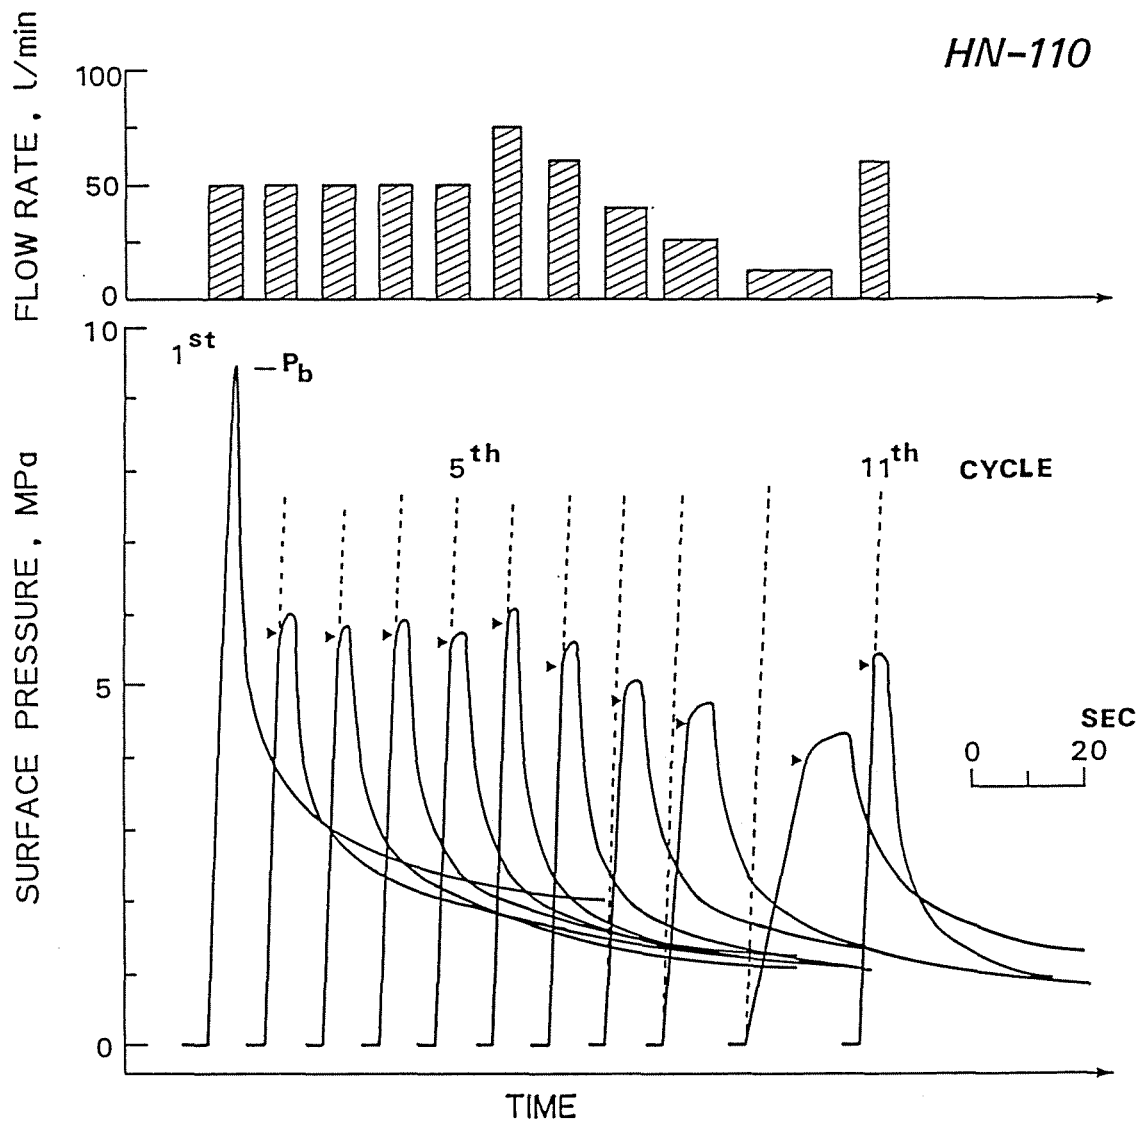 HN-110
FLOW RATE, l/min
100
50
0
SURFACE PRESSURE, MPa
10
1st
-Pb
5th
11th CYCLE
5
SEC
0 20
0
TIME